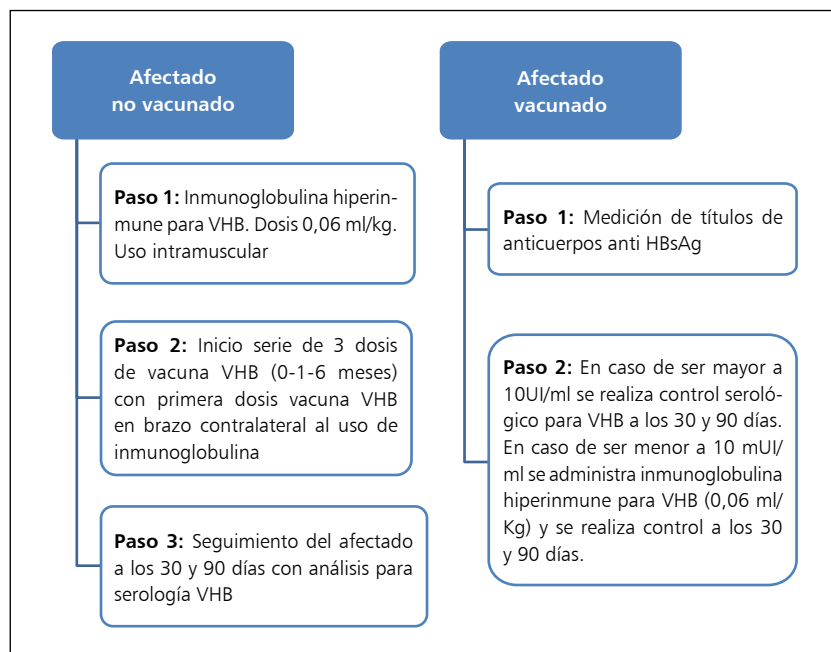 Afectado
no vacunado
Paso 1: Inmunoglobulina hiperin-
mune para VHB. Dosis 0,06 ml/kg.
Uso intramuscular
Paso 2: Inicio serie de 3 dosis
de vacuna VHB (0-1-6 meses)
con primera dosis vacuna VHB
en brazo contralateral al uso de
inmunoglobulina
Paso 3: Seguimiento del afectado
a los 30 y 90 días con análisis para
serología VHB
Afectado
vacunado
Paso 1: Medición de títulos de
anticuerpos anti HBsAg
Paso 2: En caso de ser mayor a
10UI/ml se realiza control seroló-
gico para VHB a los 30 y 90 días.
En caso de ser menor a 10 mUI/
ml se administra inmunoglobulina
hiperinmune para VHB (0,06 ml/
Kg) y se realiza control a los 30
y 90 días.